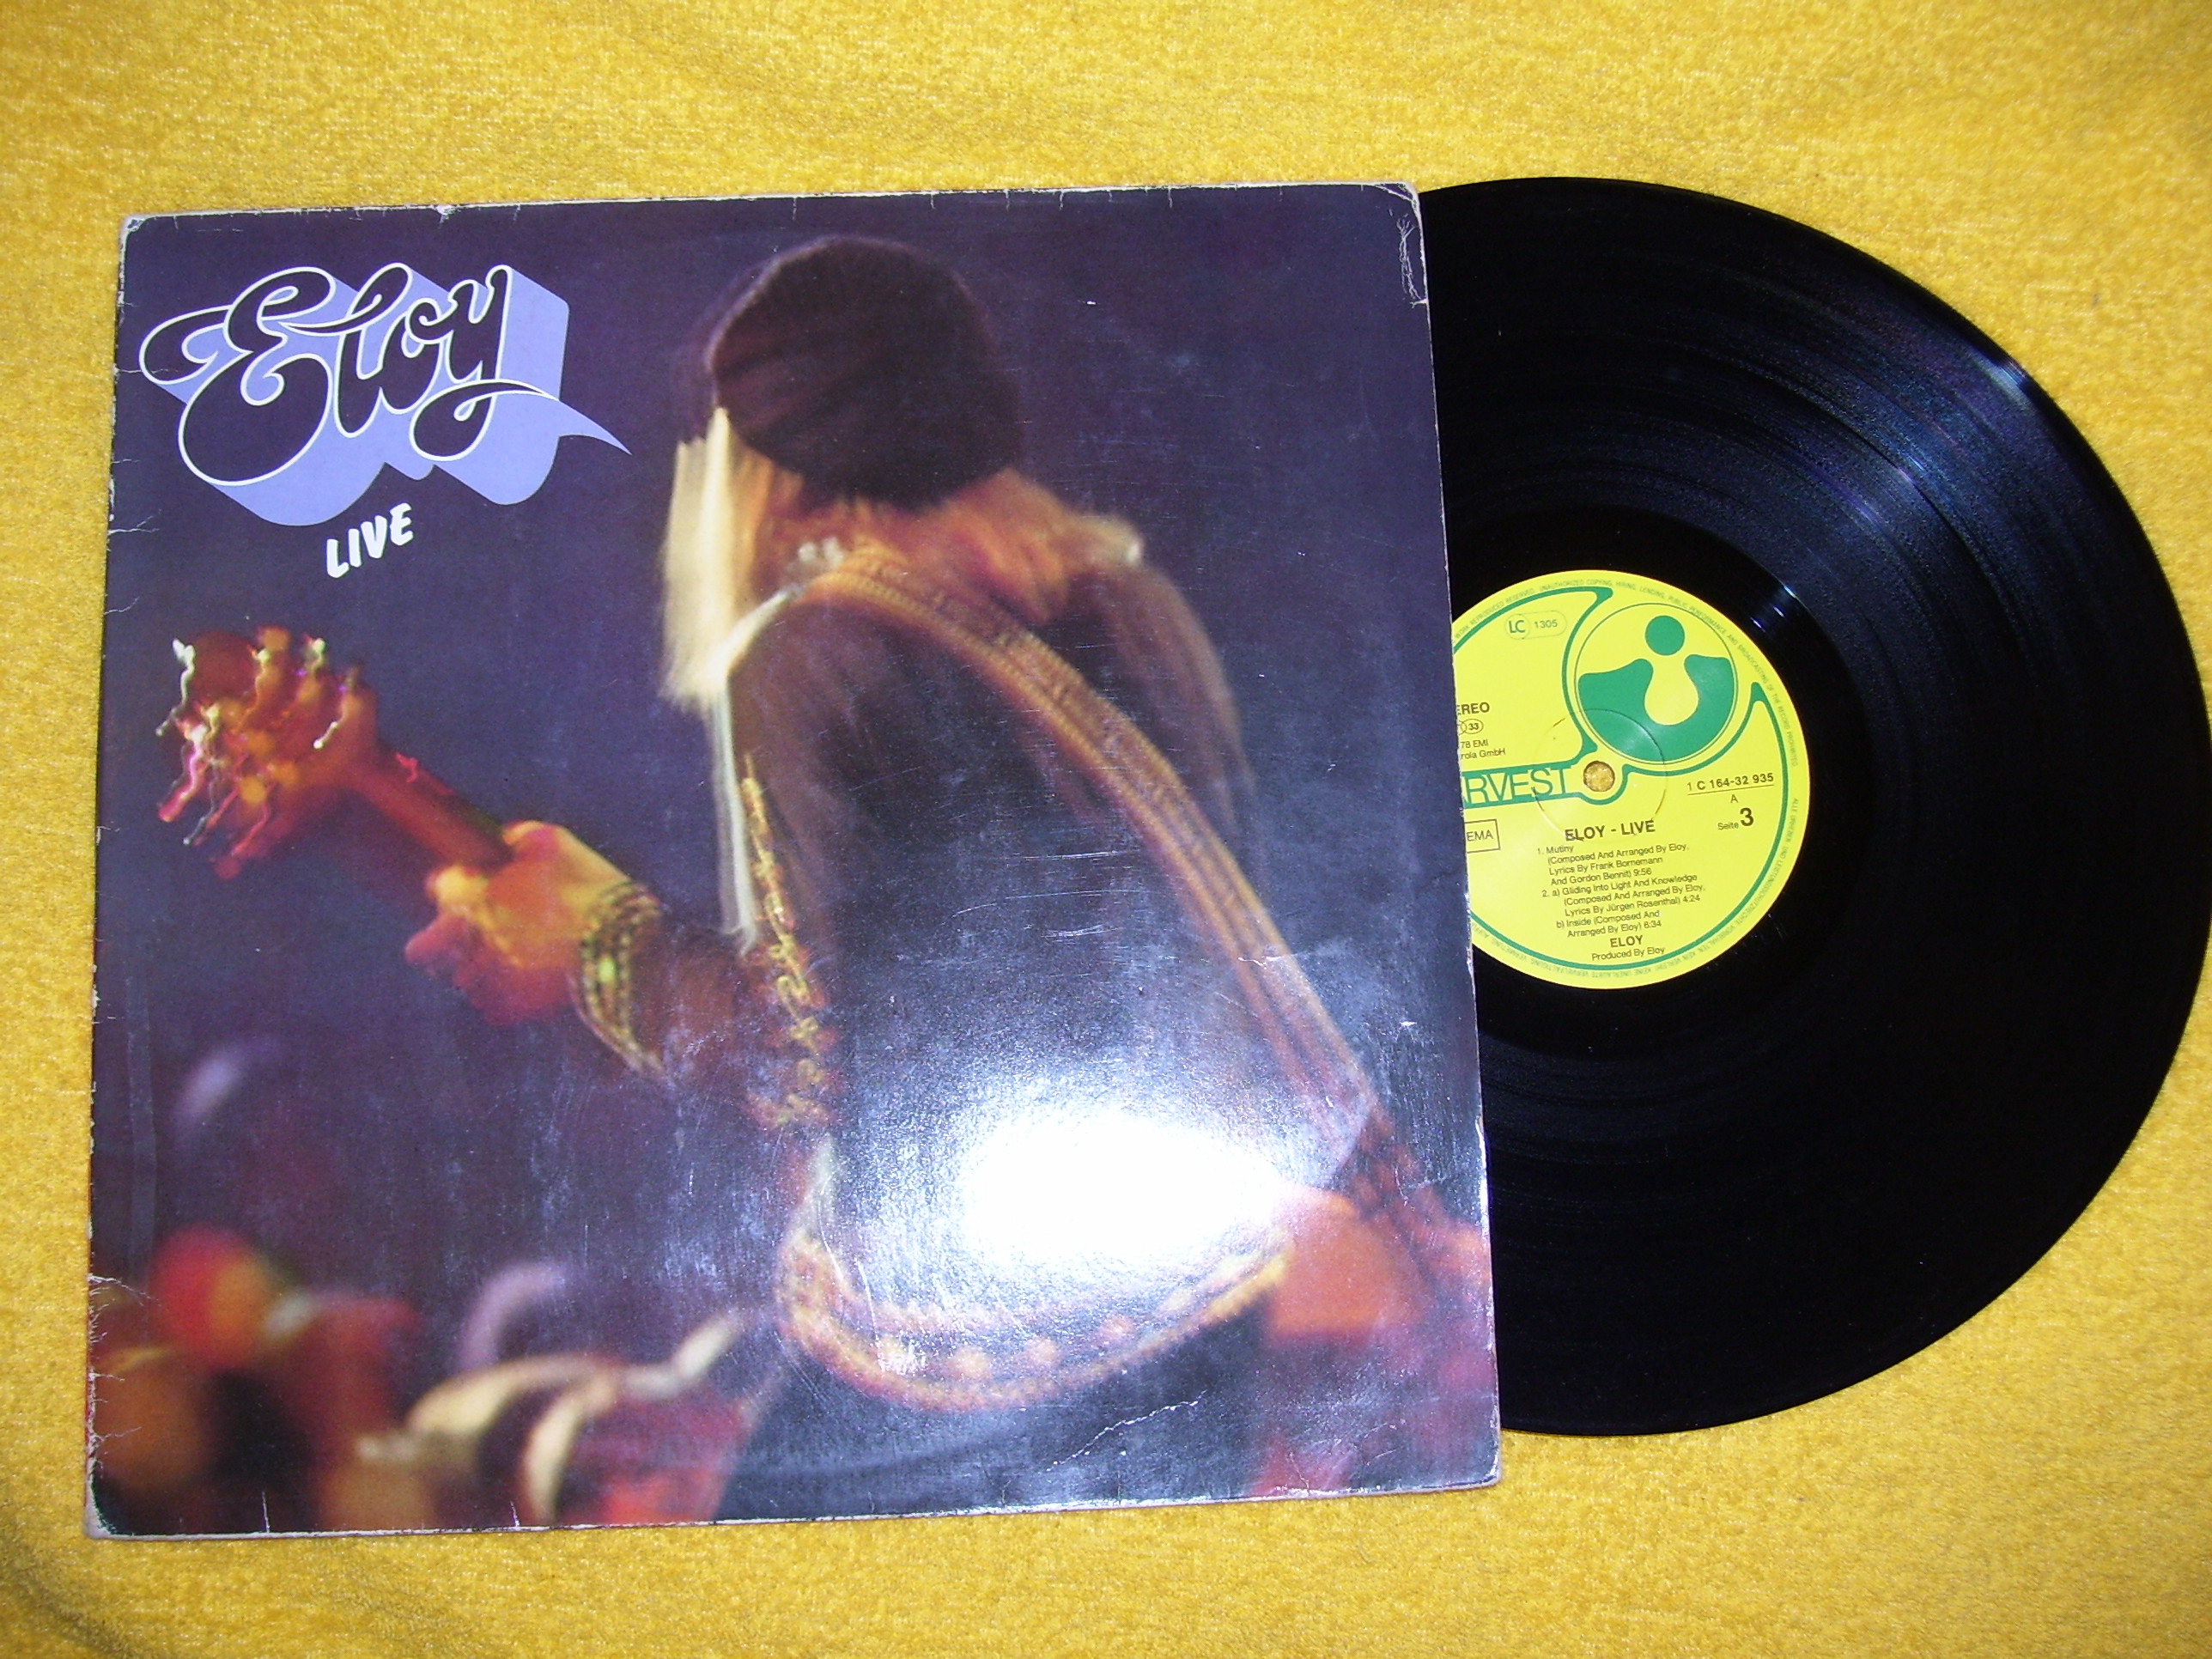 Eloy
LIVE
LC 1305
EREO
33
78 EMI
rola GmbH
ARVEST
1 C 164-32 935
A
Seite 3
EMA
ELOY - LIVE
1. Mutiny
(Composed And Arranged By Eloy,
Lyrics By Frank Bornemann
And Gordon Bennit) 9:56
2. a) Gliding Into Light And Knowledge
(Composed And Arranged By Eloy,
Lyrics By Jürgen Rosenthal) 4:24
b) Inside (Composed And
Arranged By Eloy) 6:34
ELOY
Produced By Eloy